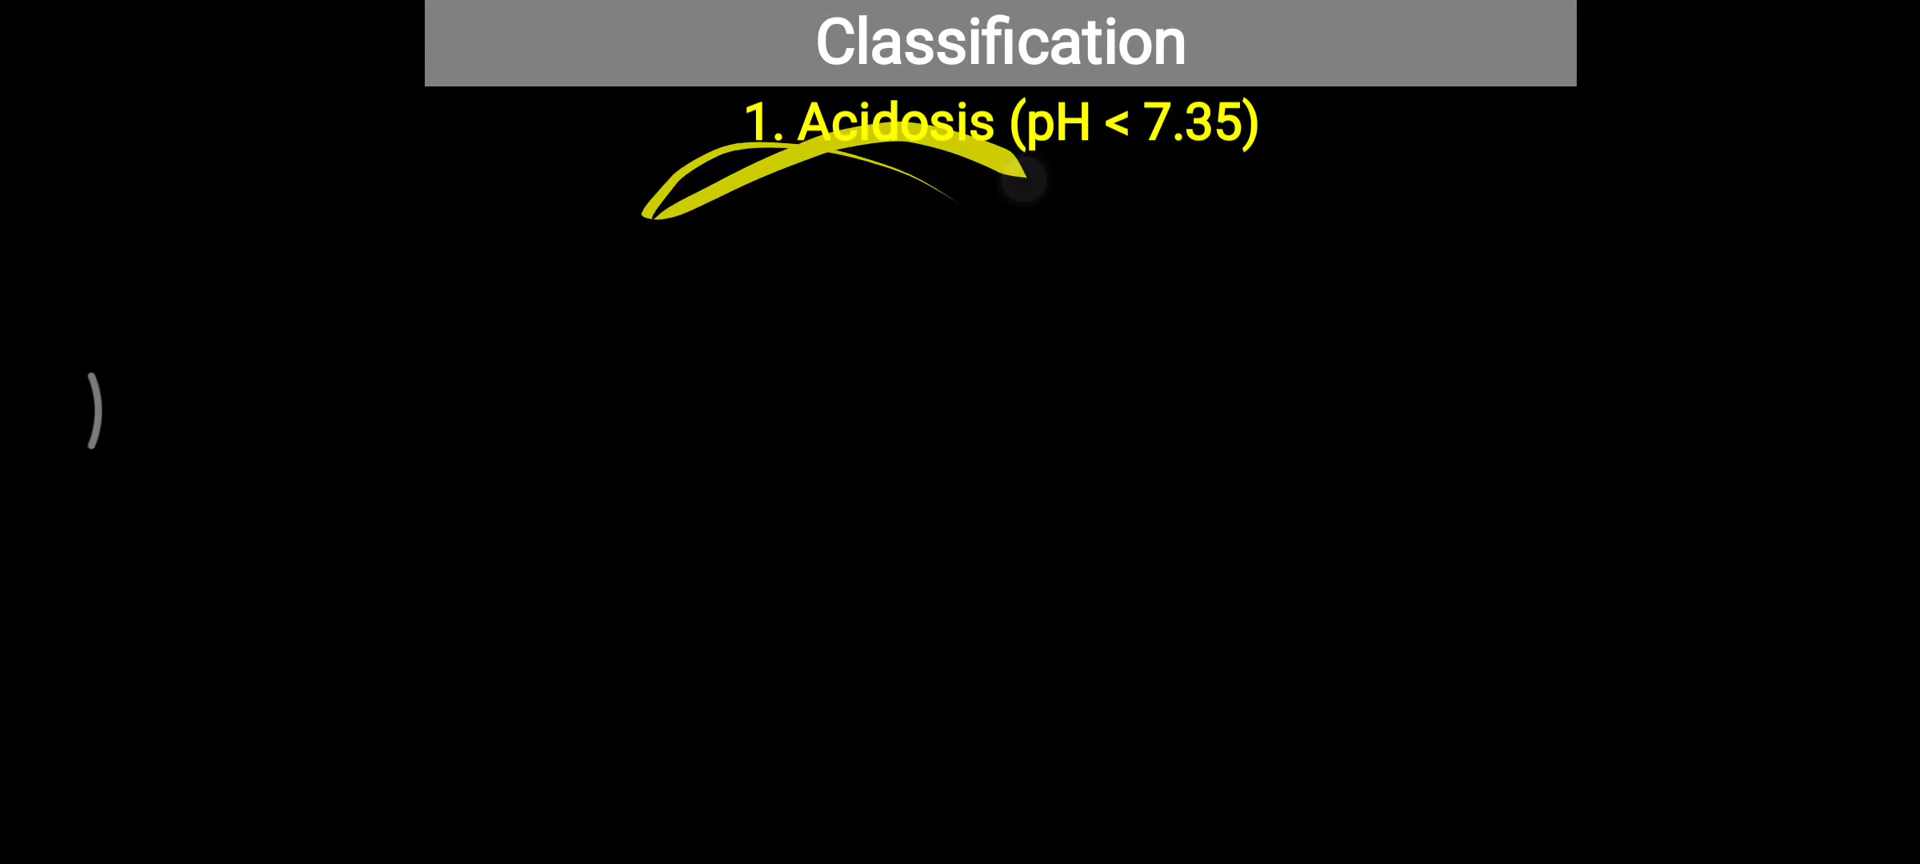 Classification
1. Acidosis (pH < 7.35)